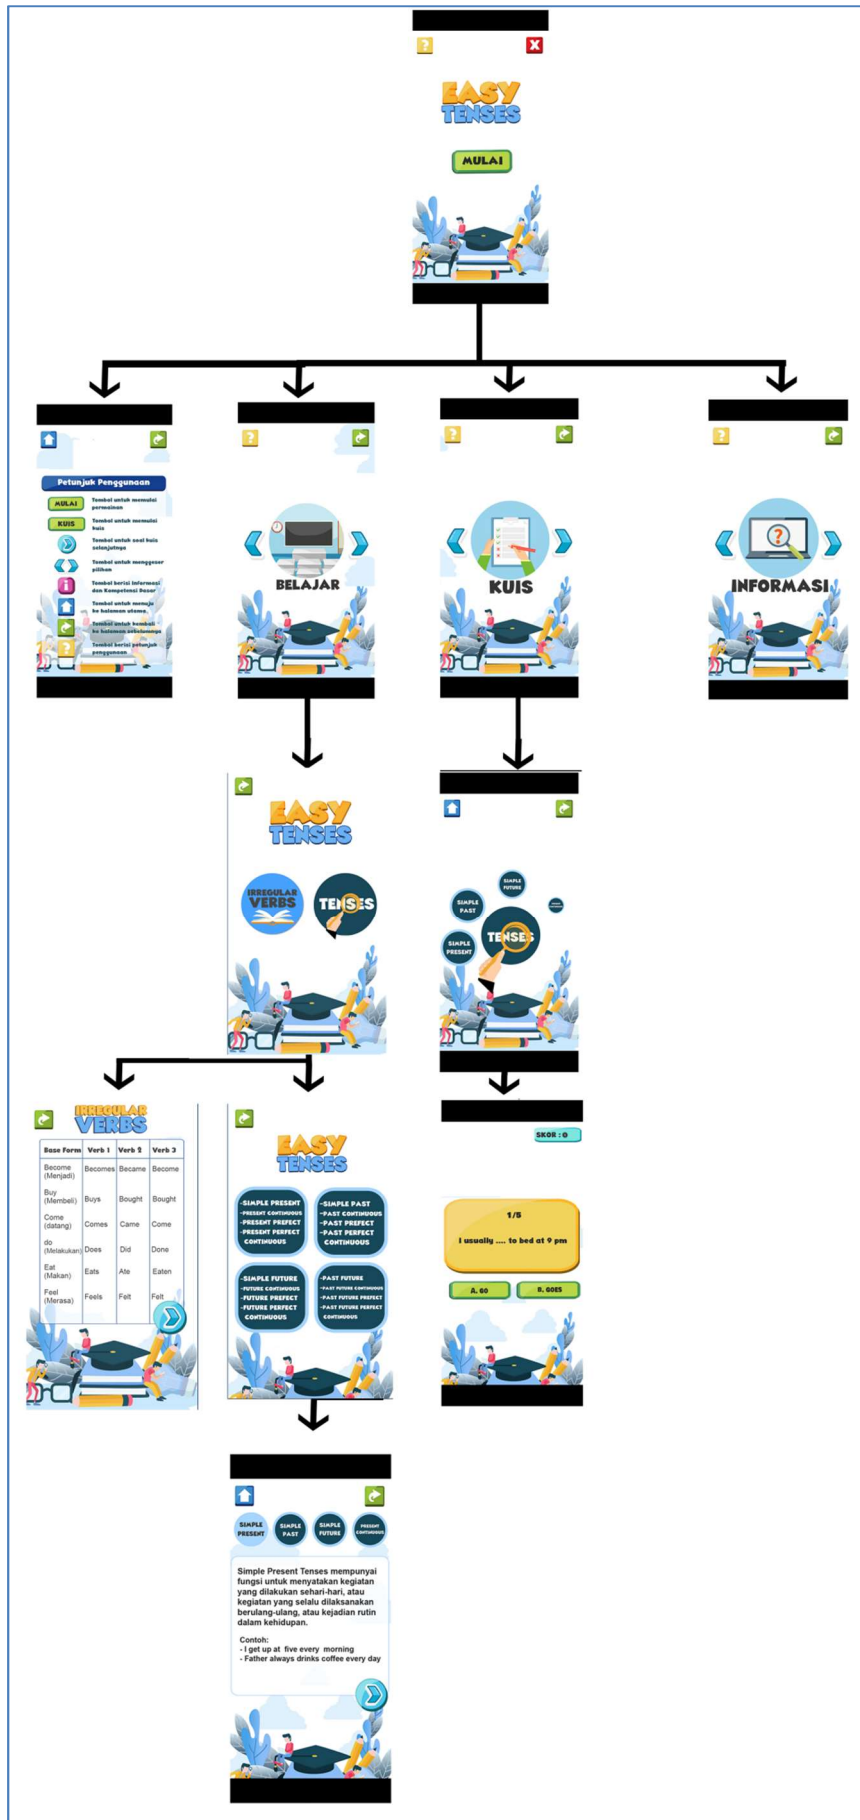 ?
X
EASY
TENSES
MULAI
Petunjuk Penggunaan
MULAI
Tombol untuk memulai
permainan
KUIS
Tombol untuk memulai
kuis
Tombol untuk soal kuis
selanjutnya
Tombol untuk menggeser
pilihan
i
Tombol berisi Informasi
dan Kompetensi Dasar
Tombol untuk menuju
ke halaman utama
Tombol untuk kembali
ke halaman sebelumnya
?
Tombol berisi petunjuk
penggunaan
?
BELAJAR
?
KUIS
?
?
INFORMASI
EASY
TENSES
IRREGULAR
VERBS
TENSES
SIMPLE
FUTURE
SIMPLE
PAST
SIMPLE
PRESENT
TENSES
IRREGULAR
VERBS
Base Form Verb 1 Verb 2 Verb 3
Become
(Menjadi) Becomes Became Become
Buy
(Membeli) Buys Bought Bought
Come
(datang) Comes Came Come
do
(Melakukan) Does Did Done
Eat
(Makan) Eats Ate Eaten
Feel
(Merasa) Feels Felt Felt
EASY
TENSES
-SIMPLE PRESENT
-PRESENT CONTINUOUS
-PRESENT PREFECT
-PRESENT PERFECT
CONTINUOUS
-SIMPLE PAST
-PAST CONTINUOUS
-PAST PREFECT
-PAST PERFECT
CONTINUOUS
-SIMPLE FUTURE
-FUTURE CONTINUOUS
-FUTURE PREFECT
-FUTURE PERFECT
CONTINUOUS
-PAST FUTURE
-PAST FUTURE CONTINUOUS
-PAST FUTURE PREFECT
-PAST FUTURE PERFECT
CONTINUOUS
SKOR : 0
1/5
I usually .... to bed at 9 pm
A. GO
B. GOES
SIMPLE
PRESENT
SIMPLE
PAST
SIMPLE
FUTURE
PRESENT
CONTINUOUS
Simple Present Tenses mempunyai
fungsi untuk menyatakan kegiatan
yang dilakukan sehari-hari, atau
kegiatan yang selalu dilaksanakan
berulang-ulang, atau kejadian rutin
dalam kehidupan.
Contoh:
- I get up at five every morning
- Father always drinks coffee every day